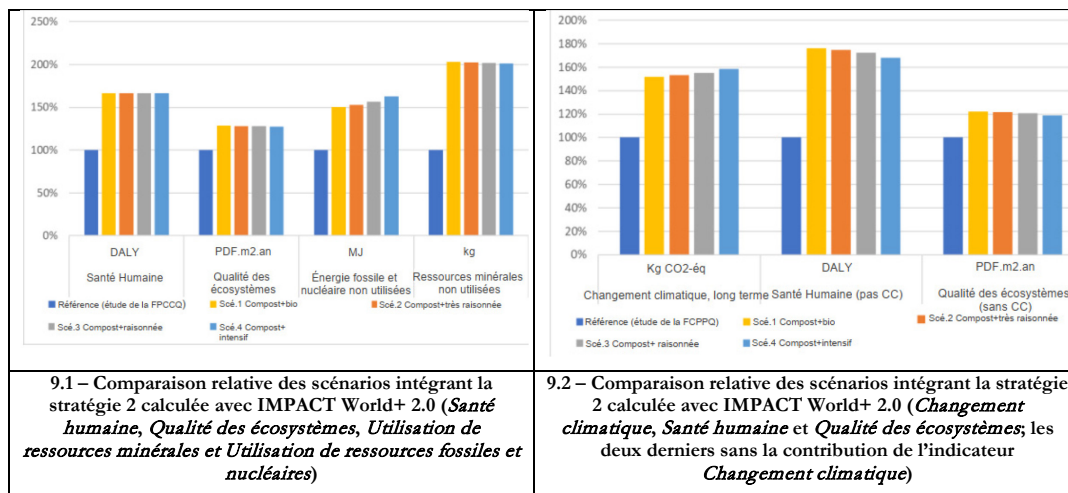 250%
200%
150%
100%
50%
0%
DALY
PDF.m2.an
MJ
kg
Santé Humaine
Qualité des
écosystèmes
Énergie fossile et
nucléaire non utilisées
Ressources minérales
non utilisées
Référence (étude de la FPCCQ)
Scé.1 Compost+bio
Scé.2 Compost+très raisonnée
Scé.3 Compost+raisonnée
Scé.4 Compost+
intensif
200%
180%
160%
140%
120%
100%
80%
60%
40%
20%
0%
Kg CO2-éq
DALY
PDF.m2.an
Changement climatique, long terme
Santé Humaine (pas CC)
Qualité des écosystèmes
(sans CC)
Référence (étude de la FCPPQ)
Scé.1 Compost+bio
Scé.2 Compost+très raisonnée
Scé.3 Compost+ raisonnée
Scé.4 Compost+intensif
9.1 – Comparaison relative des scénarios intégrant la
stratégie 2 calculée avec IMPACT World+ 2.0 (Santé
humaine, Qualité des écosystèmes, Utilisation de
ressources minérales et Utilisation de ressources fossiles et
nucléaires)
9.2 – Comparaison relative des scénarios intégrant la stratégie
2 calculée avec IMPACT World+ 2.0 (Changement
climatique, Santé humaine et Qualité des écosystèmes; les
deux derniers sans la contribution de l’indicateur
Changement climatique)